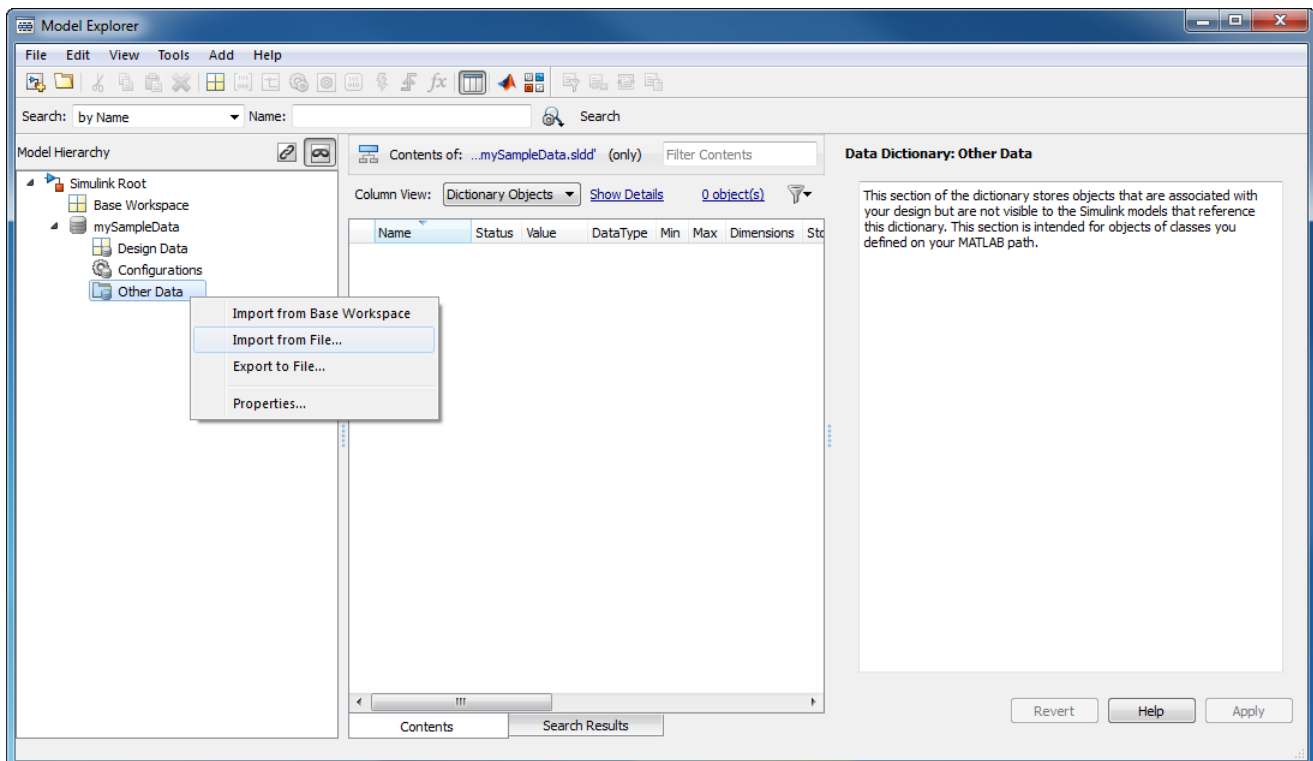 Model Explorer
File Edit View Tools Add Help
fx
Search: by Name Name: Search
Model Hierarchy
Simulink Root
Base Workspace
mySampleData
Design Data
Configurations
Other Data
Import from Base Workspace
Import from File...
Export to File...
Properties...
Contents of: ...mySampleData.sldd' (only) Filter Contents
Column View: Dictionary Objects Show Details 0 object(s)
Name Status Value DataType Min Max Dimensions Sto
Contents Search Results
Data Dictionary: Other Data
This section of the dictionary stores objects that are associated with
your design but are not visible to the Simulink models that reference
this dictionary. This section is intended for objects of classes you
defined on your MATLAB path.
Revert Help Apply